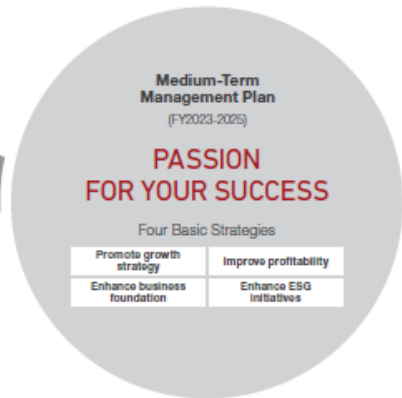 Medium-Term
Management Plan
(FY2023-2025)
PASSION
FOR YOUR SUCCESS
Four Basic Strategies
Promote growth
strategy
Improve profitability
Enhance business
foundation
Enhance ESG
initiatives